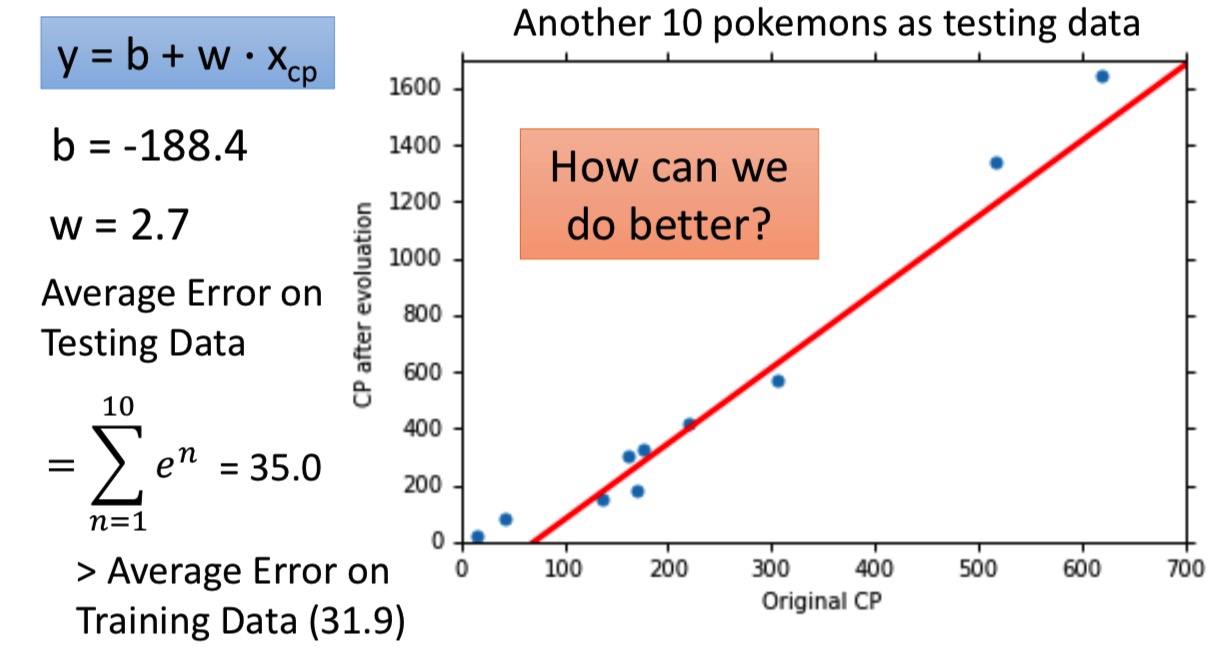 Another 10 pokemons as testing data
y = b + w · xcp
b = -188.4
w = 2.7
Average Error on
Testing Data
10
= ∑ eⁿ = 35.0
n=1
> Average Error on
Training Data (31.9)
How can we
do better?
CP after evoluation
1600
1400
1200
1000
800
600
400
200
0
0 100 200 300 400 500 600 700
Original CP